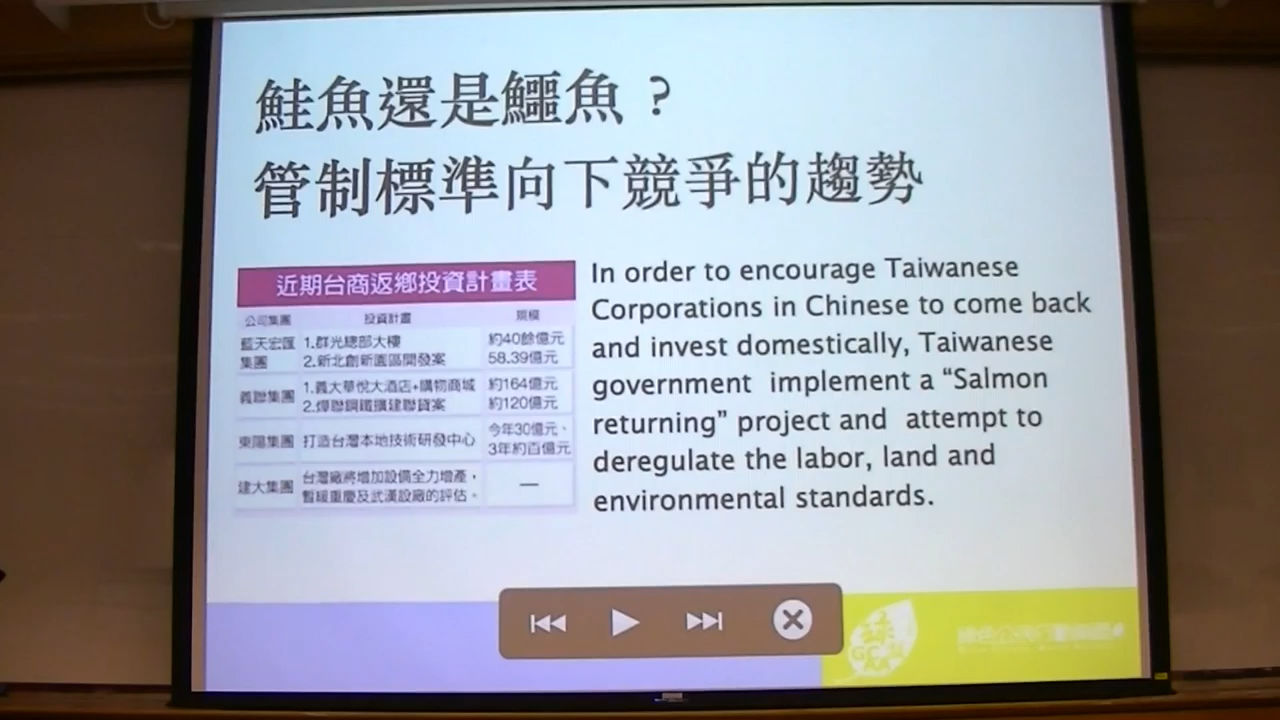 鮭魚還是鱷魚？
管制標準向下競爭的趨勢
近期台商返鄉投資計畫表
公司集團 投資計畫 規模
藍天宏匯集團 1.群光總部大樓 約40餘億元
2.新北創新園區開發案 58.39億元
義聯集團 1.義大華悅大酒店+購物商城 約164億元
2.燁聯鋼鐵擴建聯貸案 約120億元
東陽集團 打造台灣本地技術研發中心 今年30億元、
3年約百億元
建大集團 台灣廠將增加設備全力增產，
暫緩重慶及武漢設廠的評估。 —
In order to encourage Taiwanese
Corporations in Chinese to come back
and invest domestically, Taiwanese
government implement a “Salmon
returning” project and attempt to
deregulate the labor, land and
environmental standards.